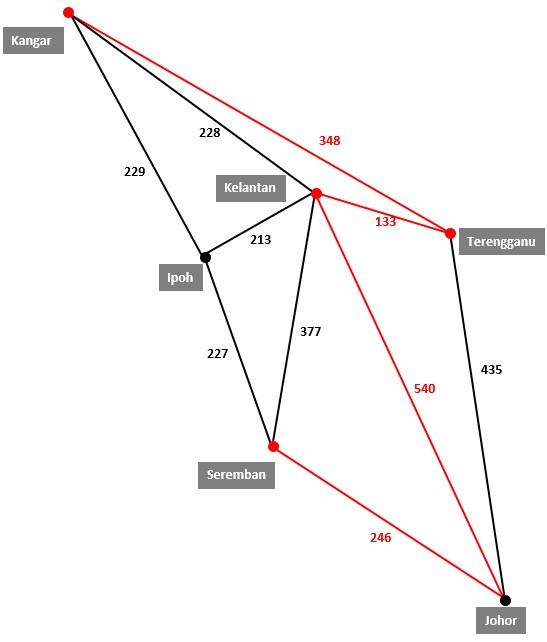 Kangar
348
228
229
Kelantan
133
213
Terengganu
Ipoh
377
227
435
540
Seremban
246
Johor